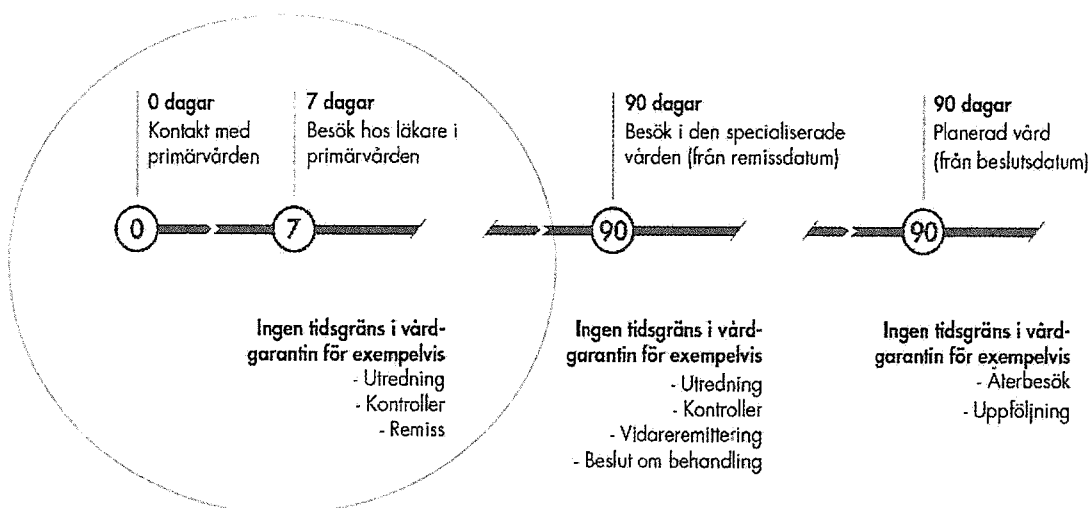 0 dagar
Kontakt med
primärvården
7 dagar
Besök hos läkare i
primärvården
90 dagar
Besök i den specialiserade
vården (från remissdatum)
90 dagar
Planerad vård
(från beslutsdatum)
0
7
90
90
Ingen tidsgräns i vård-
garantin för exempelvis
- Utredning
- Kontroller
- Remiss
Ingen tidsgräns i vård-
garantin för exempelvis
- Utredning
- Kontroller
- Vidareremittering
- Beslut om behandling
Ingen tidsgräns i vård-
garantin för exempelvis
- Återbesök
- Uppföljning